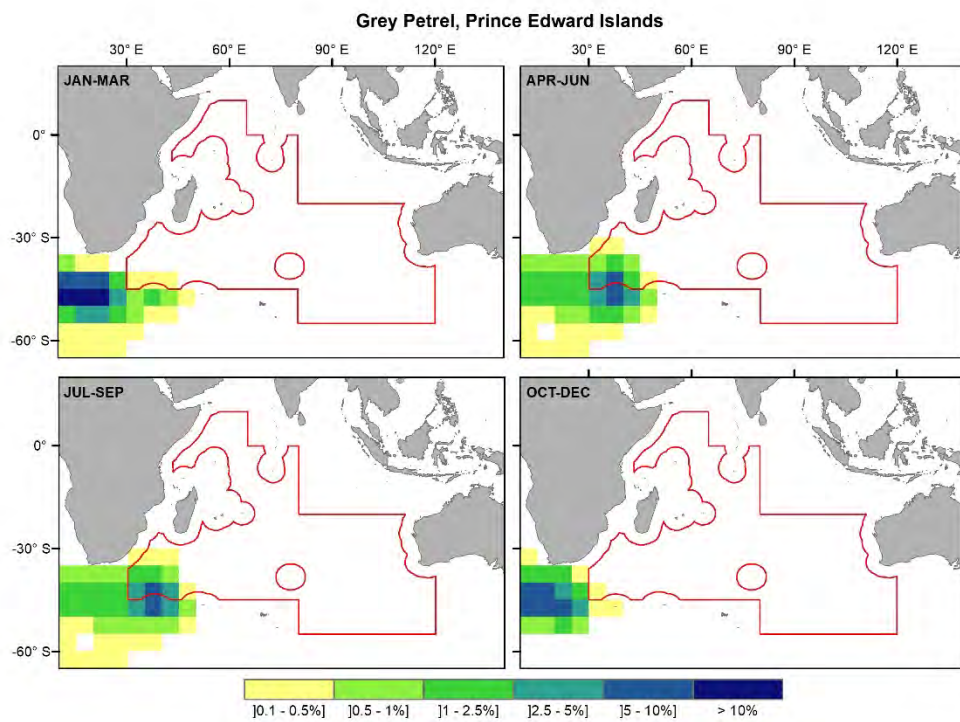 Grey Petrel, Prince Edward Islands
30° E 60° E 90° E 120° E 30° E 60° E 90° E 120° E
JAN-MAR APR-JUN
0°
-30° S
-60° S
JUL-SEP OCT-DEC
0°
-30° S
-60° S
]0.1 - 0.5%] ]0.5 - 1%] ]1 - 2.5%] ]2.5 - 5%] ]5 - 10%] > 10%